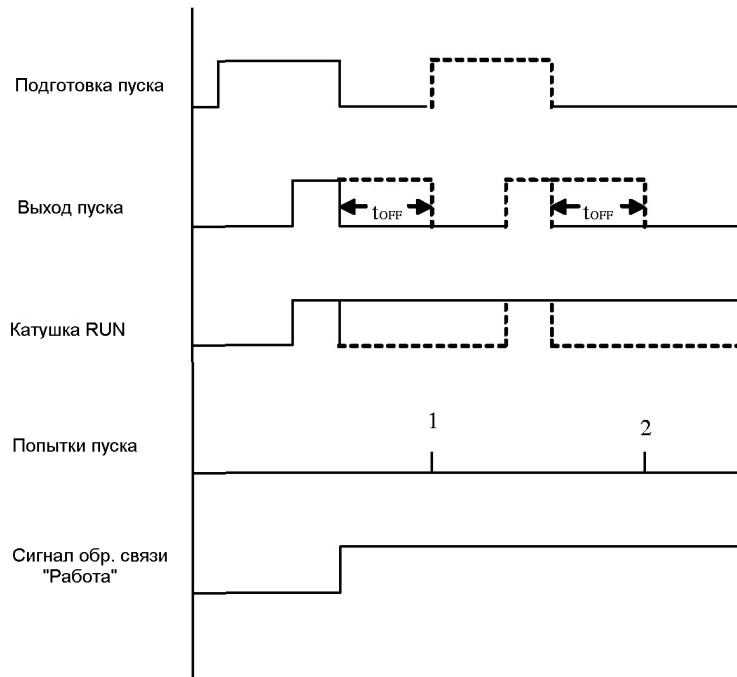 Подготовка пуска
Выход пуска
tOFF
tOFF
Катушка RUN
1
2
Попытки пуска
Сигнал обр. связи
"Работа"